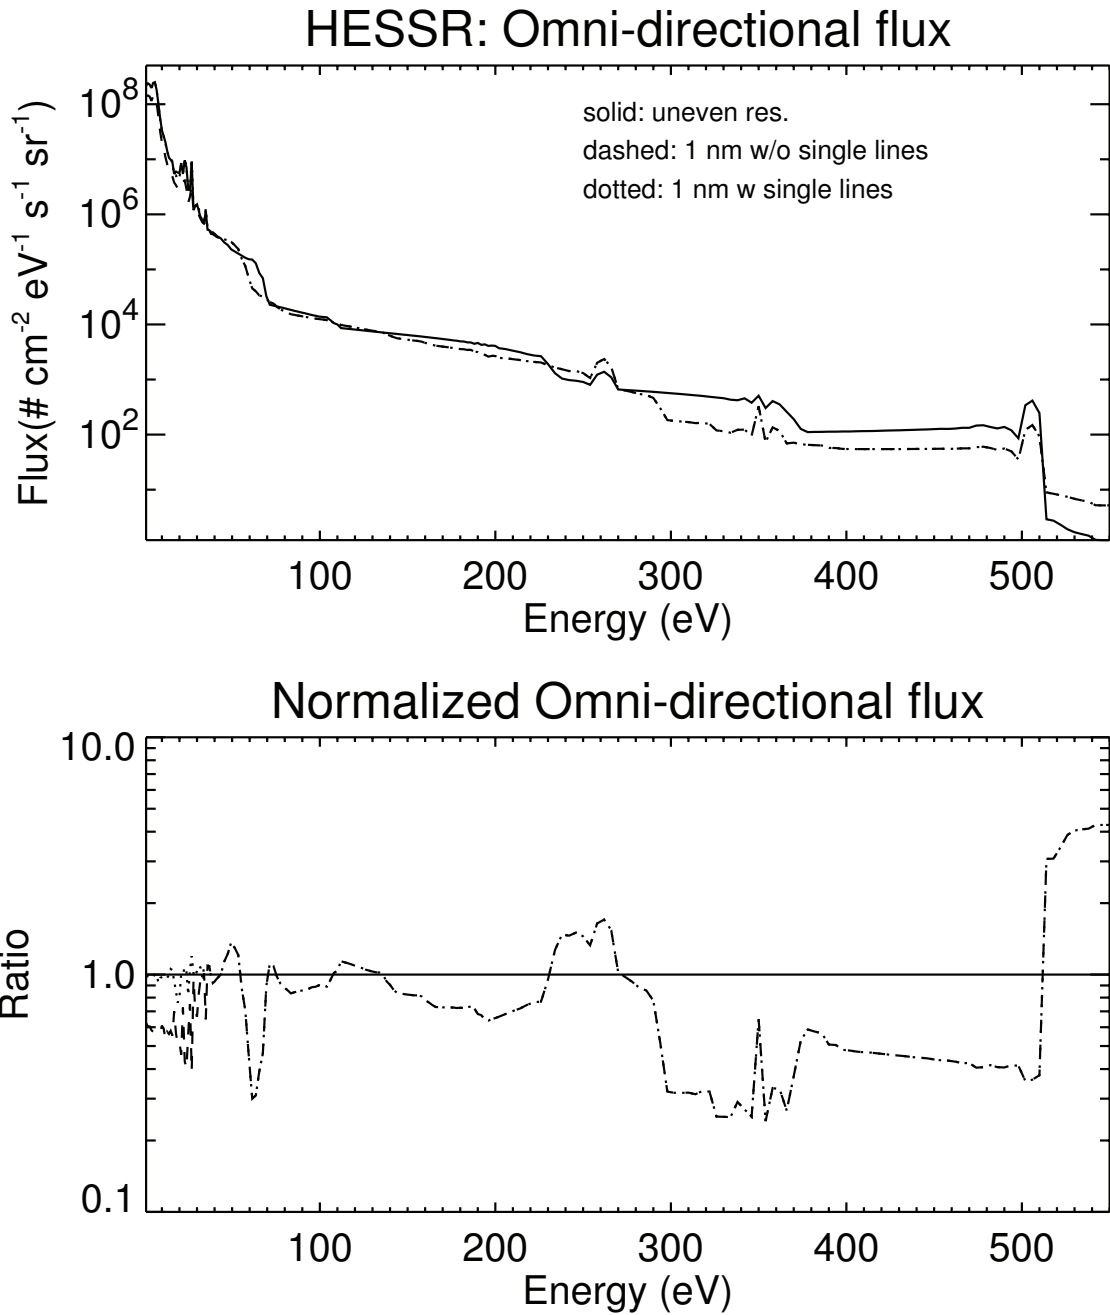 HESSR: Omni-directional flux
solid: uneven res.
dashed: 1 nm w/o single lines
dotted: 1 nm w single lines
Flux(# cm-2 eV-1 s-1 sr-1)
10^8
10^6
10^4
10^2
100 200 300 400 500
Energy (eV)
Normalized Omni-directional flux
Ratio
10.0
1.0
0.1
100 200 300 400 500
Energy (eV)